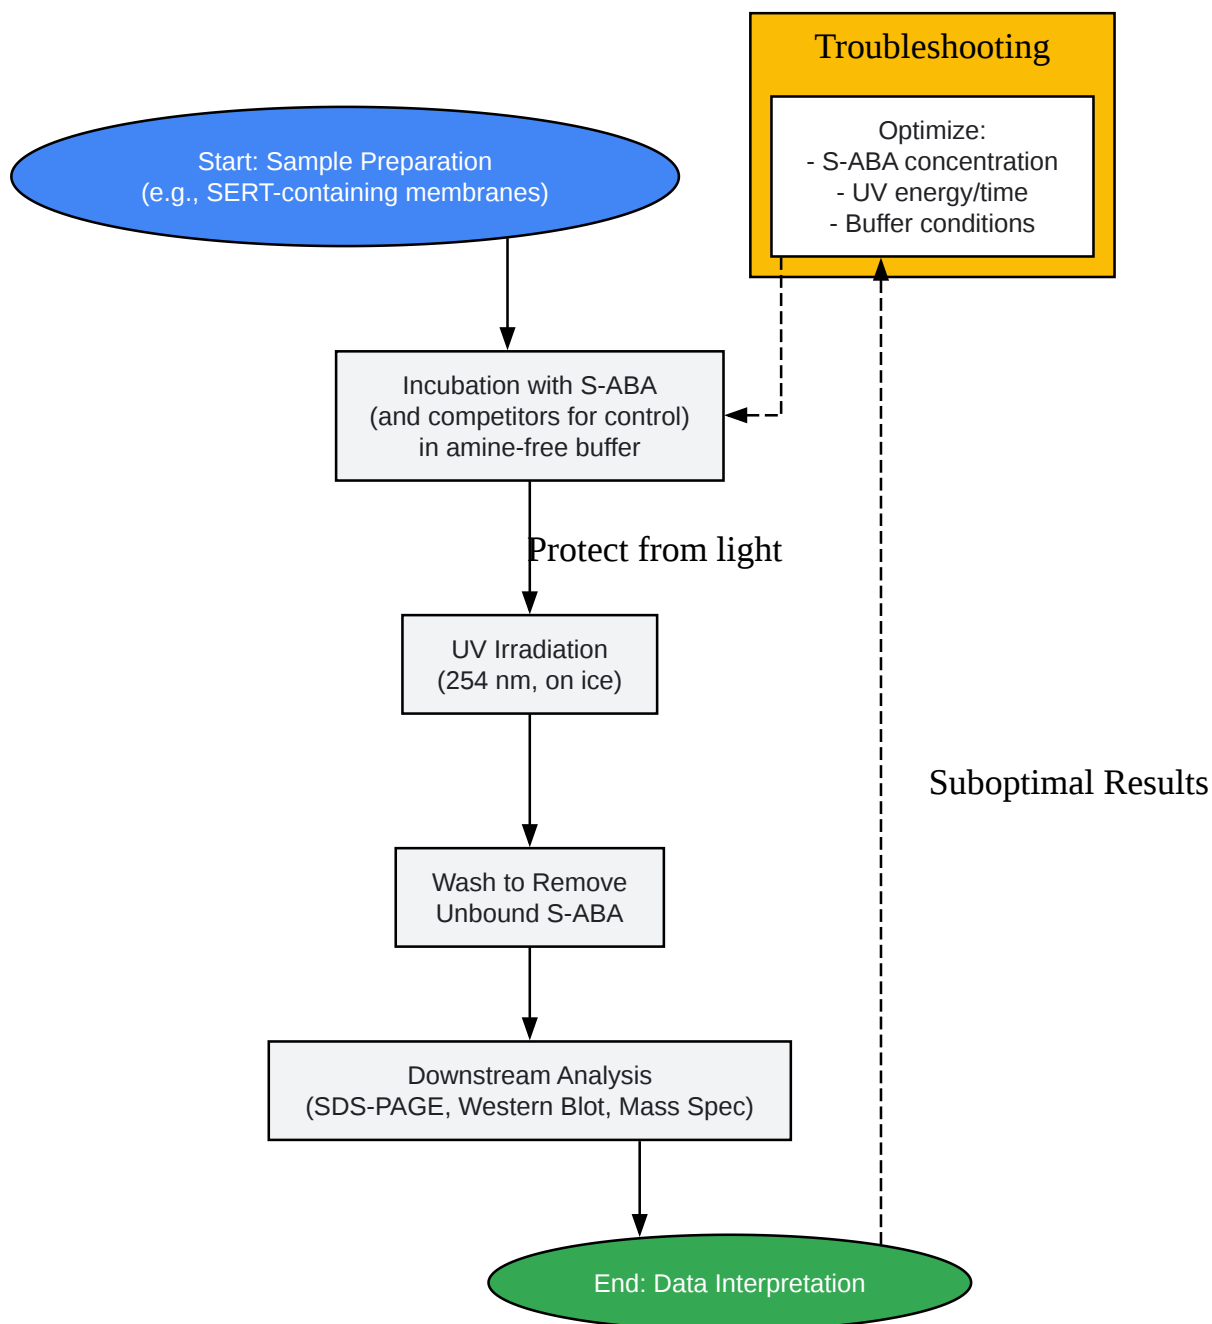 Troubleshooting
Optimize:
- S-ABA concentration
- UV energy/time
- Buffer conditions
Start: Sample Preparation
(e.g., SERT-containing membranes)
Incubation with S-ABA
(and competitors for control)
in amine-free buffer
Protect from light
UV Irradiation
(254 nm, on ice)
Suboptimal Results
Wash to Remove
Unbound S-ABA
Downstream Analysis
(SDS-PAGE, Western Blot, Mass Spec)
End: Data Interpretation